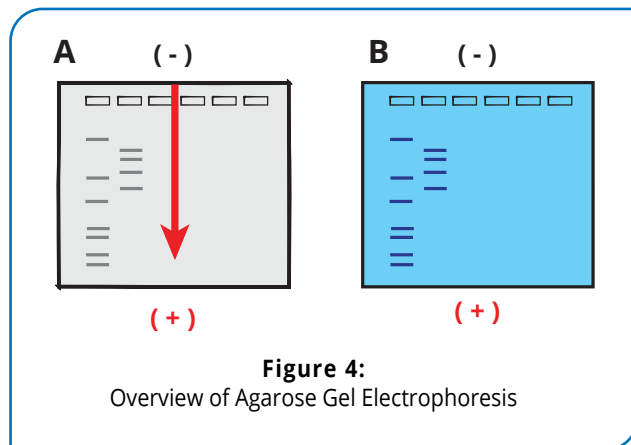 A ( - ) B ( - )
( + ) ( + )
Figure 4:
Overview of Agarose Gel Electrophoresis